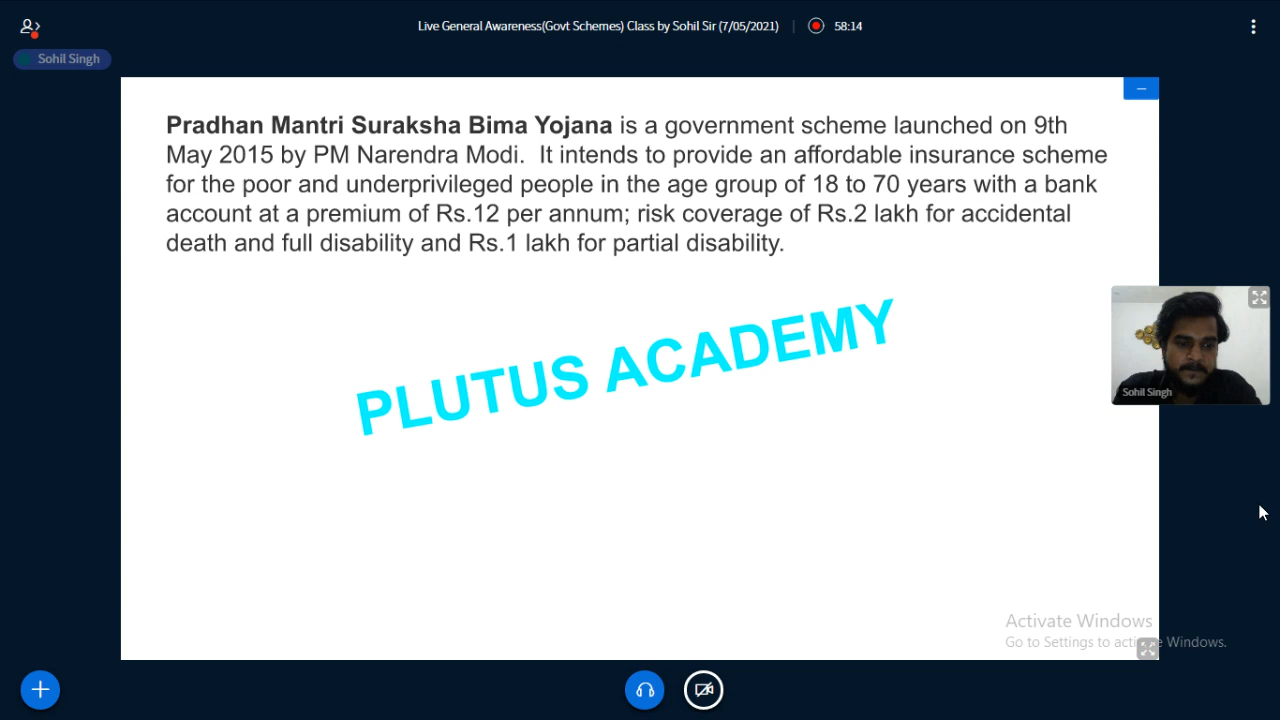 Live General Awareness(Govt Schemes) Class by Sohil Sir (7/05/2021)
58:14
Sohil Singh
Pradhan Mantri Suraksha Bima Yojana is a government scheme launched on 9th
May 2015 by PM Narendra Modi. It intends to provide an affordable insurance scheme
for the poor and underprivileged people in the age group of 18 to 70 years with a bank
account at a premium of Rs.12 per annum; risk coverage of Rs.2 lakh for accidental
death and full disability and Rs.1 lakh for partial disability.
PLUTUS ACADEMY
Sohil Singh
Activate Windows
Go to Settings to activate Windows.